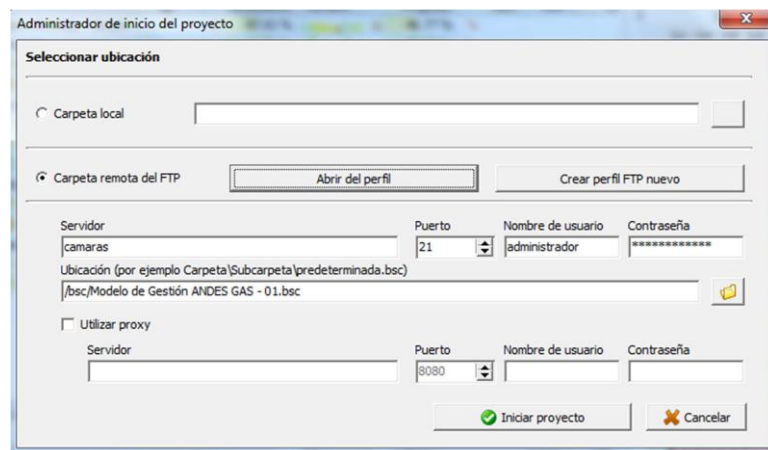 Administrador de inicio del proyecto
Seleccionar ubicación
Carpeta local
Carpeta remota del FTP Abrir del perfil Crear perfil FTP nuevo
Servidor Puerto Nombre de usuario Contraseña
camaras 21 administrador ************
Ubicación (por ejemplo Carpeta\Subcarpeta\predeterminada.bsc)
/bsc/Modelo de Gestión ANDES GAS - 01.bsc
Utilizar proxy
Servidor Puerto Nombre de usuario Contraseña
8080
Iniciar proyecto Cancelar